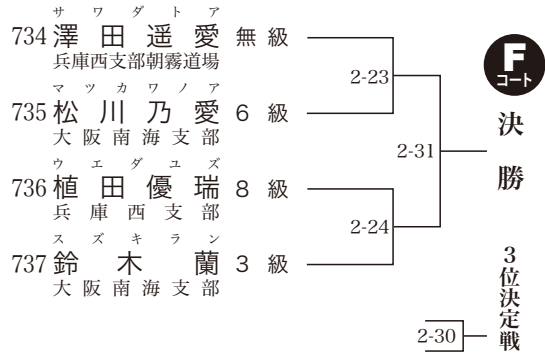 サワダトア
734 澤田遥愛 無級
兵庫西支部朝霧道場
マツカワノア
735 松川乃愛 6級
大阪南海支部
ウエダユズ
736 植田優瑞 8級
兵庫西支部
スズキラン
737 鈴木蘭 3級
大阪南海支部
2-23
2-24
2-31
F
コート
決勝
3位決定戦
2-30